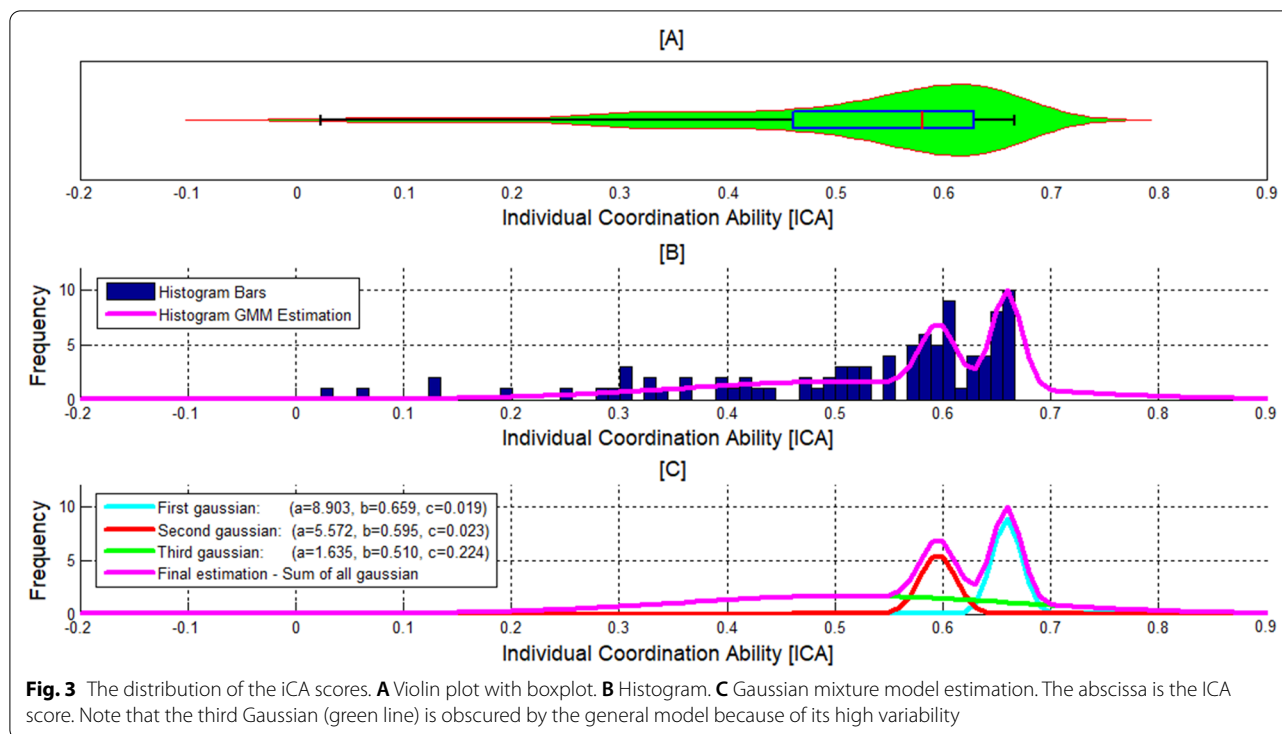 [A]
-0.2 -0.1 0 0.1 0.2 0.3 0.4 0.5 0.6 0.7 0.8 0.9
Individual Coordination Ability [ICA]
[B]
Frequency
10
5
0
Histogram Bars
Histogram GMM Estimation
-0.2 -0.1 0 0.1 0.2 0.3 0.4 0.5 0.6 0.7 0.8 0.9
Individual Coordination Ability [ICA]
[C]
Frequency
10
5
0
First gaussian: (a=8.903, b=0.659, c=0.019)
Second gaussian: (a=5.572, b=0.595, c=0.023)
Third gaussian: (a=1.635, b=0.510, c=0.224)
Final estimation - Sum of all gaussian
-0.2 -0.1 0 0.1 0.2 0.3 0.4 0.5 0.6 0.7 0.8 0.9
Individual Coordination Ability [ICA]
Fig. 3 The distribution of the iCA scores. A Violin plot with boxplot. B Histogram. C Gaussian mixture model estimation. The abscissa is the ICA
score. Note that the third Gaussian (green line) is obscured by the general model because of its high variability